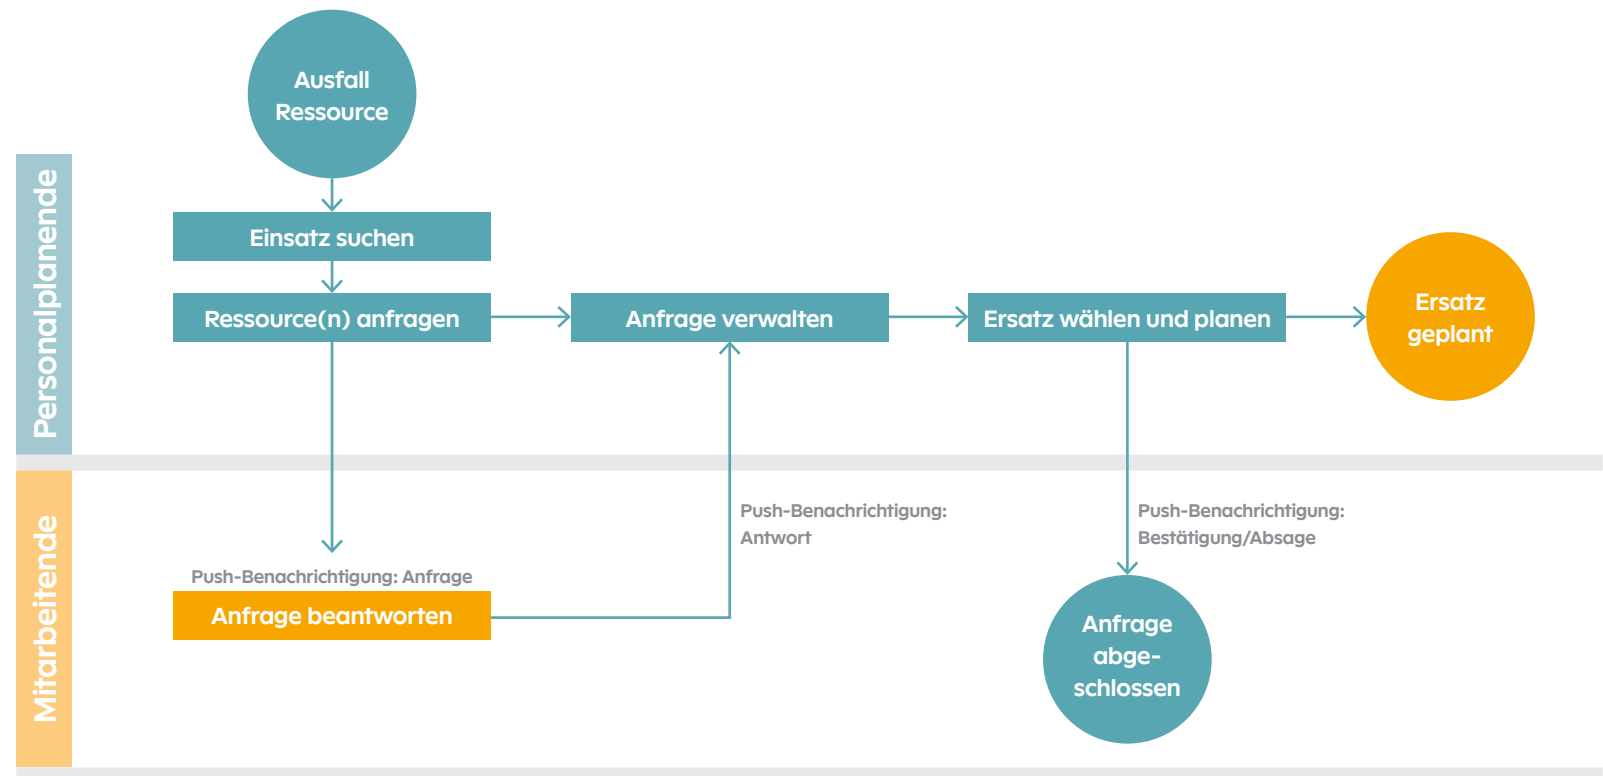 Ausfall
Ressource
Personalplanende
Einsatz suchen
Ressource(n) anfragen
Anfrage verwalten
Ersatz wählen und planen
Ersatz
geplant
Mitarbeitende
Push-Benachrichtigung:
Antwort
Push-Benachrichtigung:
Bestätigung/Absage
Push-Benachrichtigung: Anfrage
Anfrage beantworten
Anfrage
abge-
schlossen